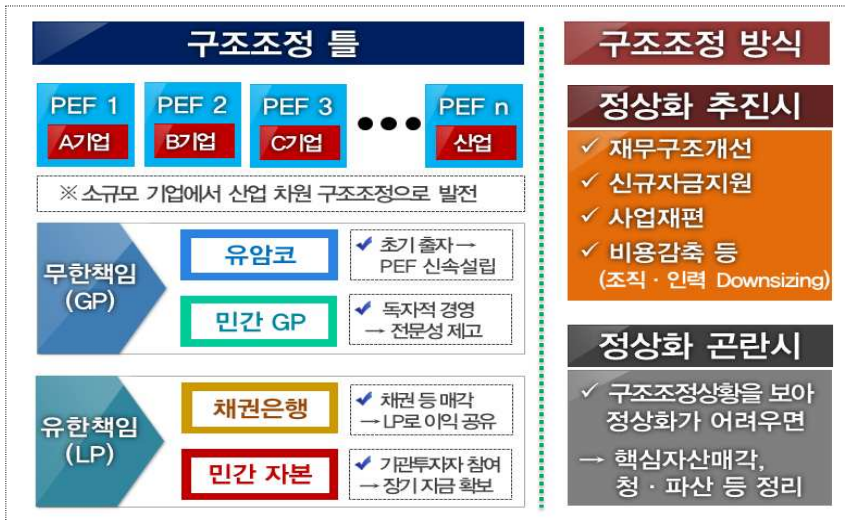 구조조정 틀
PEF 1
A기업
PEF 2
B기업
PEF 3
C기업
•••
PEF n
산업
※ 소규모 기업에서 산업 차원 구조조정으로 발전
무한책임
(GP)
유암코
✓ 초기 출자 →
PEF 신속설립
민간 GP
✓ 독자적 경영
→ 전문성 제고
유한책임
(LP)
채권은행
✓ 채권 등 매각
→ LP로 이익 공유
민간 자본
✓ 기관투자자 참여
→ 장기 자금 확보
구조조정 방식
정상화 추진시
✓ 재무구조개선
✓ 신규자금지원
✓ 사업재편
✓ 비용감축 등
(조직 · 인력 Downsizing)
정상화 곤란시
✓ 구조조정상황을 보아
정상화가 어려우면
→ 핵심자산매각,
청 · 파산 등 정리